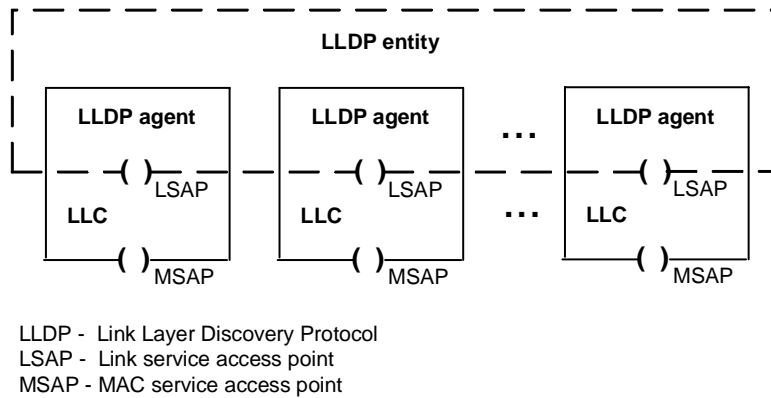 LLDP entity
LLDP agent LLDP agent ... LLDP agent
( ) LSAP ( ) LSAP ( ) LSAP
LLC LLC ... LLC
( ) MSAP ( ) MSAP ( ) MSAP
LLDP - Link Layer Discovery Protocol
LSAP - Link service access point
MSAP - MAC service access point